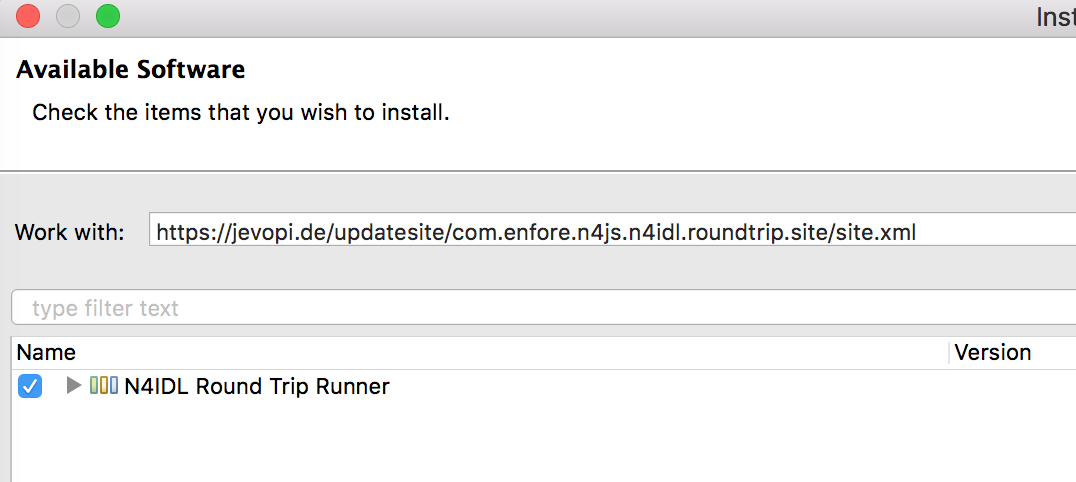 Inst
Available Software
Check the items that you wish to install.
Work with: https://jevopi.de/updatesite/com.enfore.n4js.n4idl.roundtrip.site/site.xml
type filter text
Name Version
N4IDL Round Trip Runner